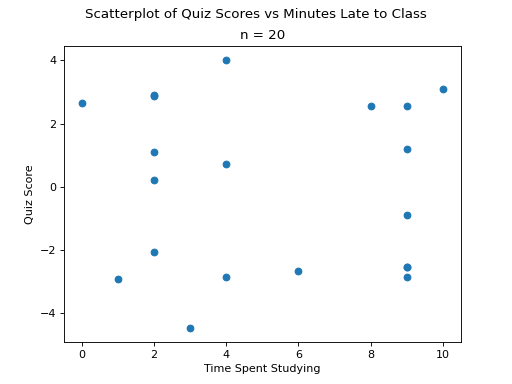 Scatterplot of Quiz Scores vs Minutes Late to Class
n = 20
4
2
0
−2
−4
Quiz Score
0 2 4 6 8 10
Time Spent Studying